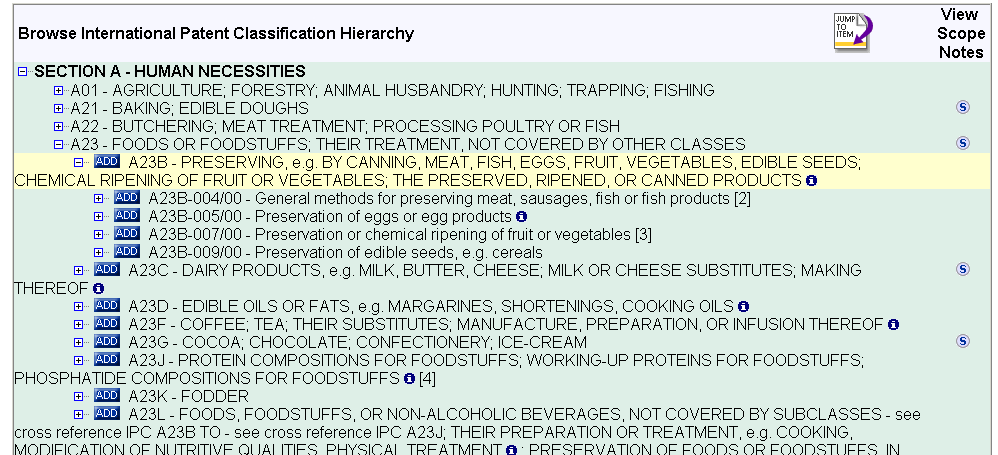 Browse International Patent Classification Hierarchy
JUMP TO ITEM
View Scope Notes
SECTION A - HUMAN NECESSITIES
A01 - AGRICULTURE; FORESTRY; ANIMAL HUSBANDRY; HUNTING; TRAPPING; FISHING
A21 - BAKING; EDIBLE DOUGHS S
A22 - BUTCHERING; MEAT TREATMENT; PROCESSING POULTRY OR FISH
A23 - FOODS OR FOODSTUFFS; THEIR TREATMENT, NOT COVERED BY OTHER CLASSES S
ADD A23B - PRESERVING, e.g. BY CANNING, MEAT, FISH, EGGS, FRUIT, VEGETABLES, EDIBLE SEEDS;
CHEMICAL RIPENING OF FRUIT OR VEGETABLES; THE PRESERVED, RIPENED, OR CANNED PRODUCTS i
ADD A23B-004/00 - General methods for preserving meat, sausages, fish or fish products [2]
ADD A23B-005/00 - Preservation of eggs or egg products i
ADD A23B-007/00 - Preservation or chemical ripening of fruit or vegetables [3]
ADD A23B-009/00 - Preservation of edible seeds, e.g. cereals
ADD A23C - DAIRY PRODUCTS, e.g. MILK, BUTTER, CHEESE; MILK OR CHEESE SUBSTITUTES; MAKING S
THEREOF i
ADD A23D - EDIBLE OILS OR FATS, e.g. MARGARINES, SHORTENINGS, COOKING OILS i
ADD A23F - COFFEE; TEA; THEIR SUBSTITUTES; MANUFACTURE, PREPARATION, OR INFUSION THEREOF i
ADD A23G - COCOA; CHOCOLATE; CONFECTIONERY; ICE-CREAM S
ADD A23J - PROTEIN COMPOSITIONS FOR FOODSTUFFS; WORKING-UP PROTEINS FOR FOODSTUFFS;
PHOSPHATIDE COMPOSITIONS FOR FOODSTUFFS i [4]
ADD A23K - FODDER
ADD A23L - FOODS, FOODSTUFFS, OR NON-ALCOHOLIC BEVERAGES, NOT COVERED BY SUBCLASSES - see
cross reference IPC A23B TO - see cross reference IPC A23J; THEIR PREPARATION OR TREATMENT, e.g. COOKING,
MODIFICATION OF NUTRITIVE QUALITIES, PHYSICAL TREATMENT i ; PRESERVATION OF FOODS OR FOODSTUFFS, IN